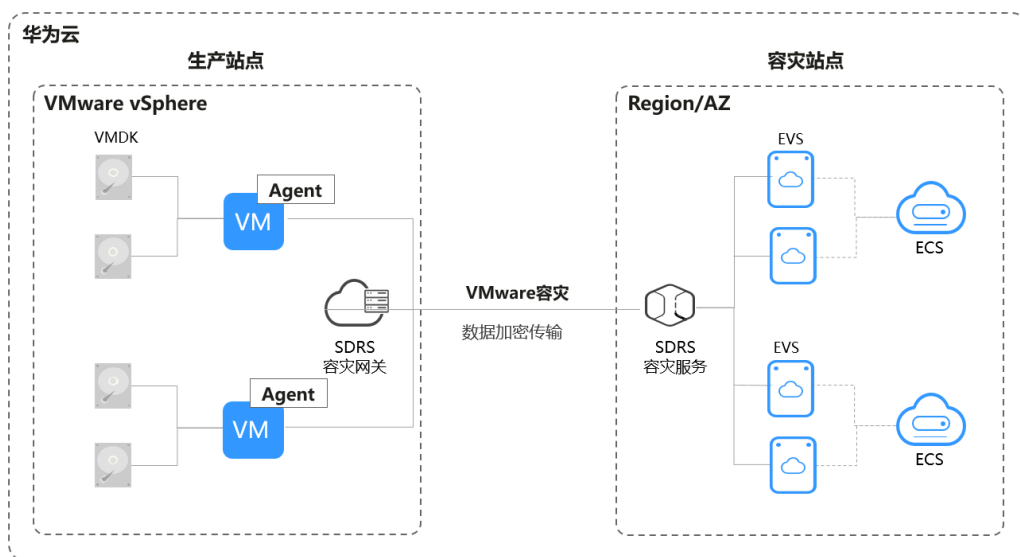 华为云
生产站点
容灾站点
VMware vSphere
Region/AZ
VMDK
EVS
Agent
VM
ECS
VMware容灾
数据加密传输
SDRS
容灾网关
SDRS
容灾服务
EVS
Agent
VM
ECS